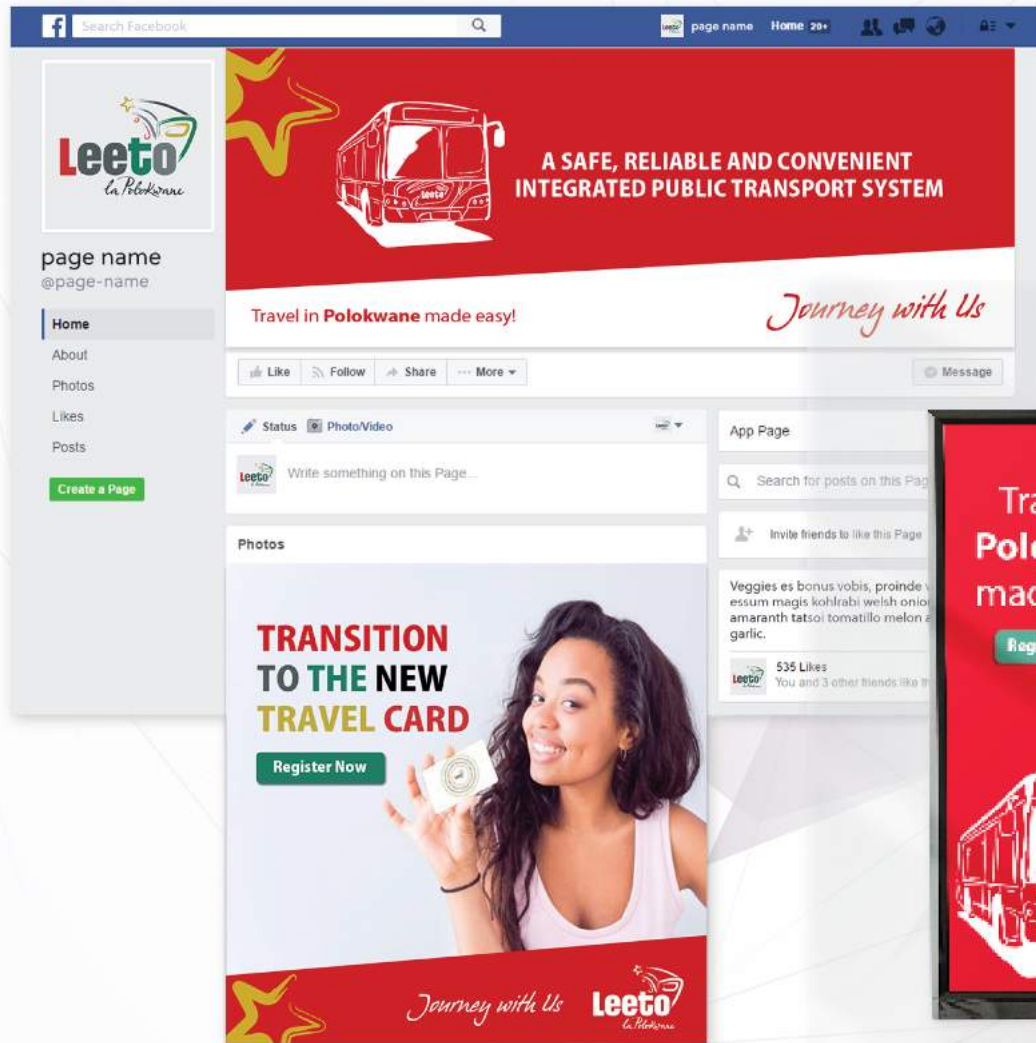 Search Facebook
page name
Home 20+
Leeto
la Polokwane
page name
@page-name
Home
About
Photos
Likes
Posts
Create a Page
A SAFE, RELIABLE AND CONVENIENT
INTEGRATED PUBLIC TRANSPORT SYSTEM
Leeto
Travel in Polokwane made easy!
Journey with Us
Like
Follow
Share
More
Message
Status
Photo/Video
Leeto
Write something on this Page...
Photos
TRANSITION
TO THE NEW
TRAVEL CARD
Register Now
Journey with Us
Leeto
la Polokwane
App Page
Search for posts on this Pag
Invite friends to like this Page
Veggies es bonus vobis, proinde
essum magis kohlrabi welsh onio
amaranth tatsoi tomatillo melon a
garlic.
Leeto
535 Likes
You and 3 other friends like
Tra
Polo
mad
Reg